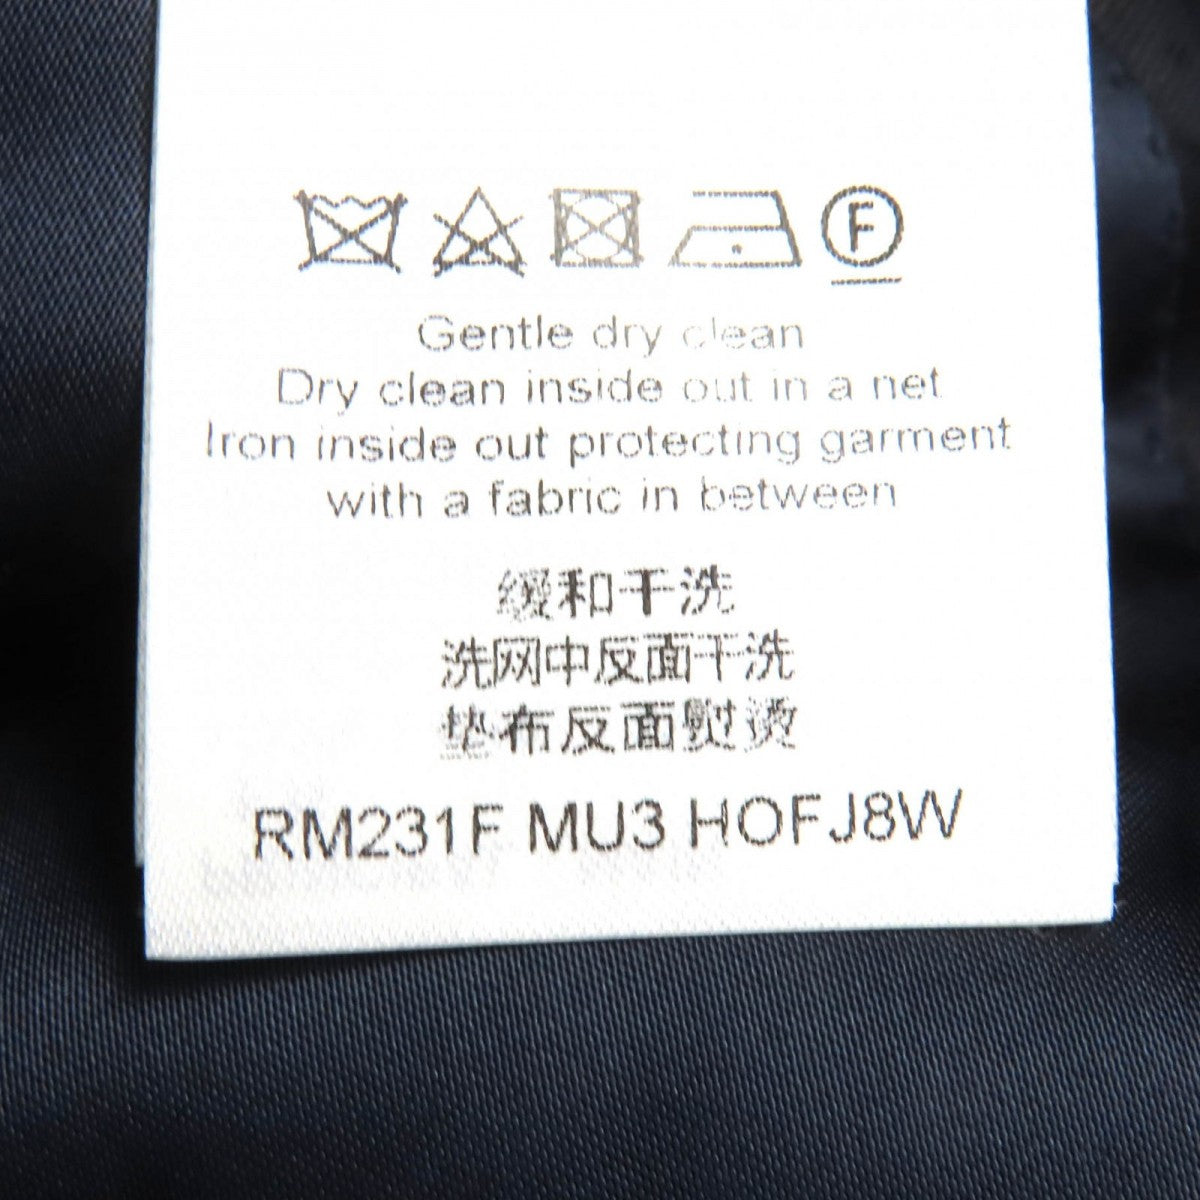 F
Gentle dry clean
Dry clean inside out in a net
Iron inside out protecting garment
with a fabric in between
缓和干洗
洗网中反面干洗
垫布反面熨烫
RM231F MU3 HOFJ8W